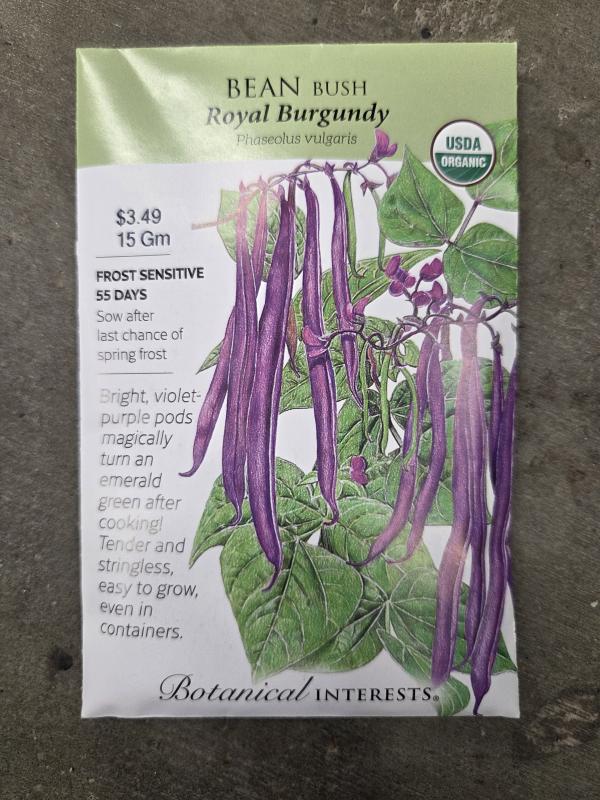 BEAN BUSH
Royal Burgundy
Phaseolus vulgaris
USDA
ORGANIC
$3.49
15 Gm
FROST SENSITIVE
55 DAYS
Sow after
last chance of
spring frost
Bright, violet-
purple pods
magically
turn an
emerald
green after
cooking!
Tender and
stringless,
easy to grow,
even in
containers.
Botanical INTERESTS®